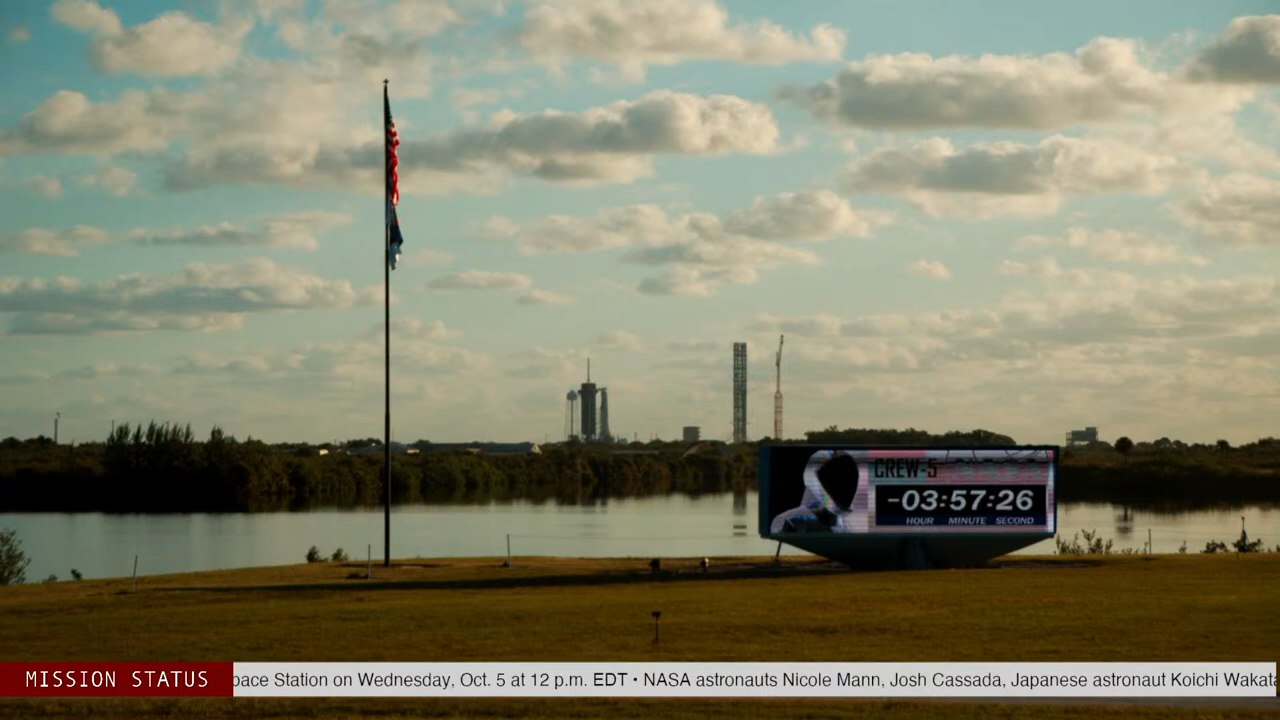 CREW-5
-03:57:26
HOUR MINUTE SECOND
MISSION STATUS
pace Station on Wednesday, Oct. 5 at 12 p.m. EDT • NASA astronauts Nicole Mann, Josh Cassada, Japanese astronaut Koichi Wakata